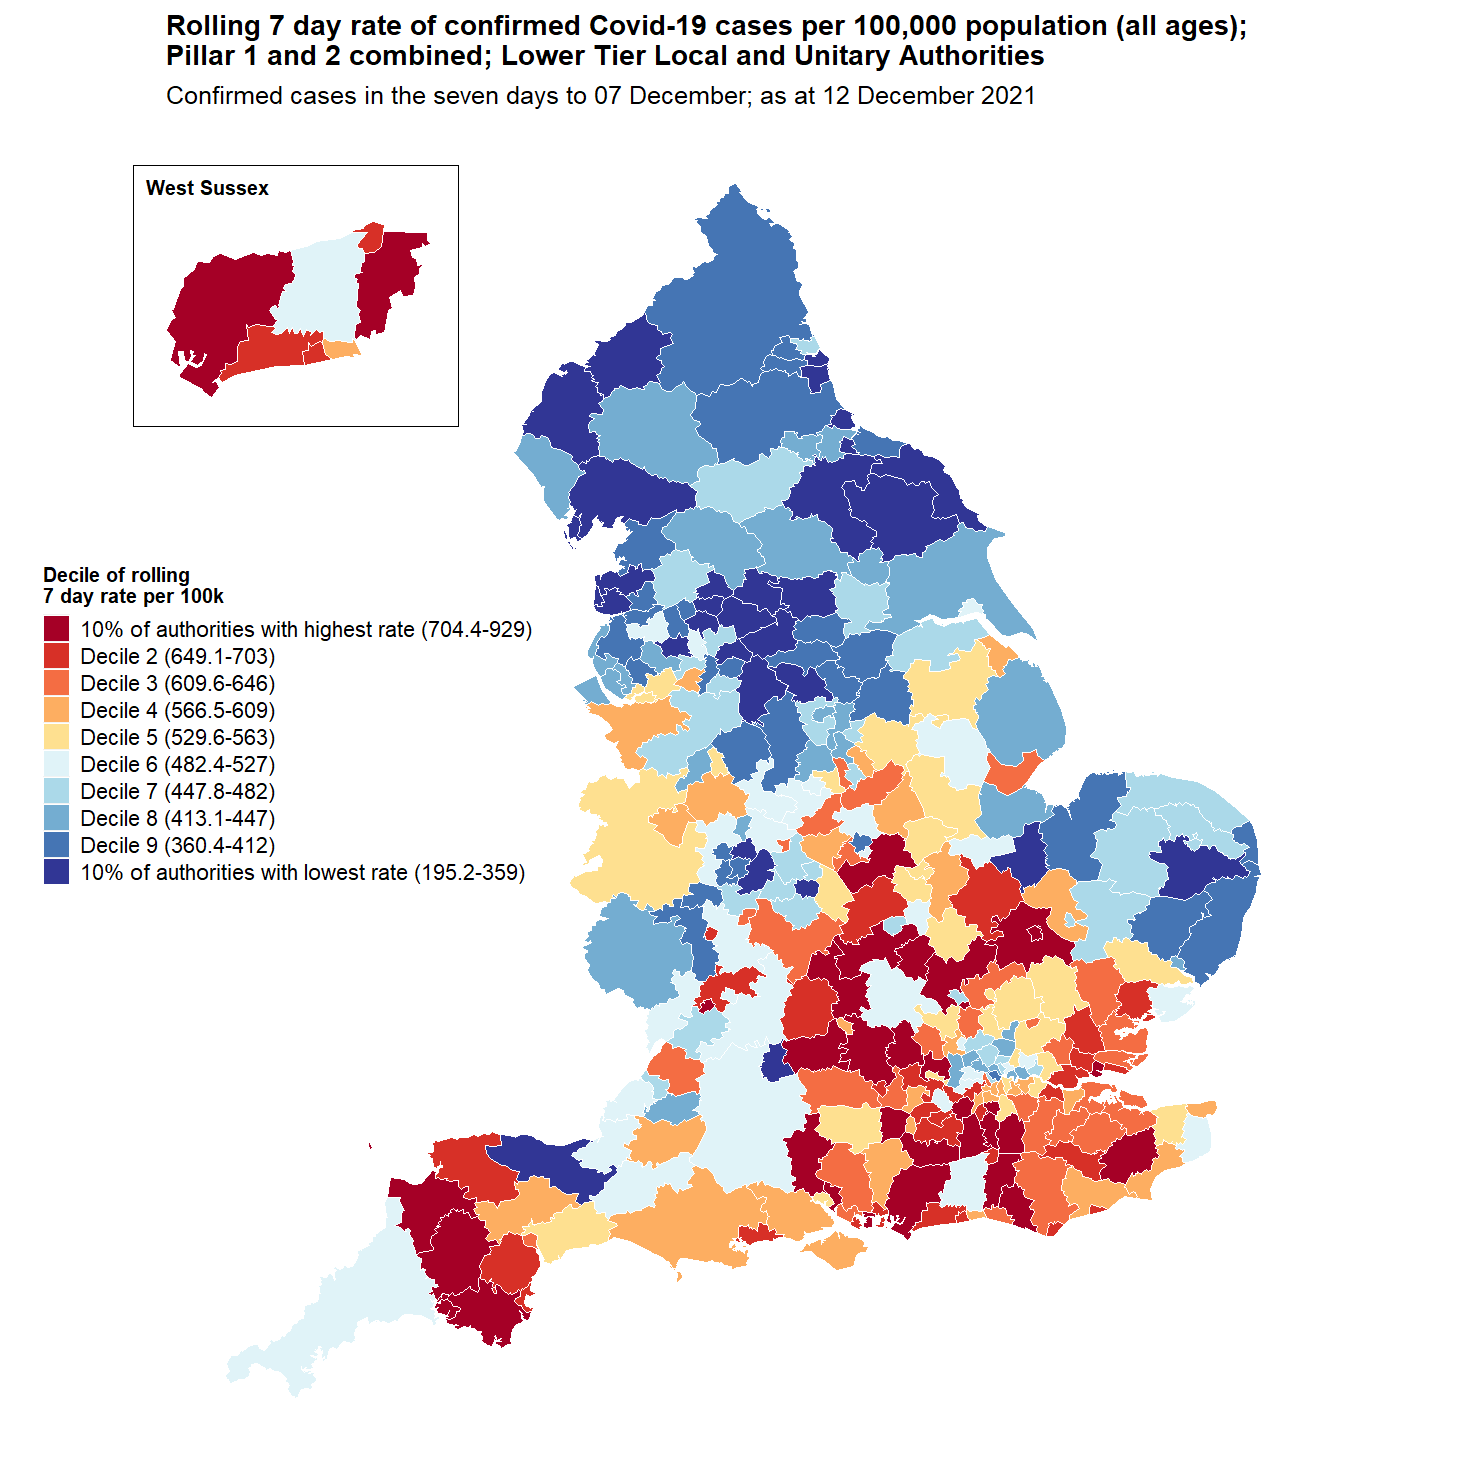 Rolling 7 day rate of confirmed Covid-19 cases per 100,000 population (all ages);
Pillar 1 and 2 combined; Lower Tier Local and Unitary Authorities
Confirmed cases in the seven days to 07 December; as at 12 December 2021
West Sussex
Decile of rolling
7 day rate per 100k
10% of authorities with highest rate (704.4-929)
Decile 2 (649.1-703)
Decile 3 (609.6-646)
Decile 4 (566.5-609)
Decile 5 (529.6-563)
Decile 6 (482.4-527)
Decile 7 (447.8-482)
Decile 8 (413.1-447)
Decile 9 (360.4-412)
10% of authorities with lowest rate (195.2-359)